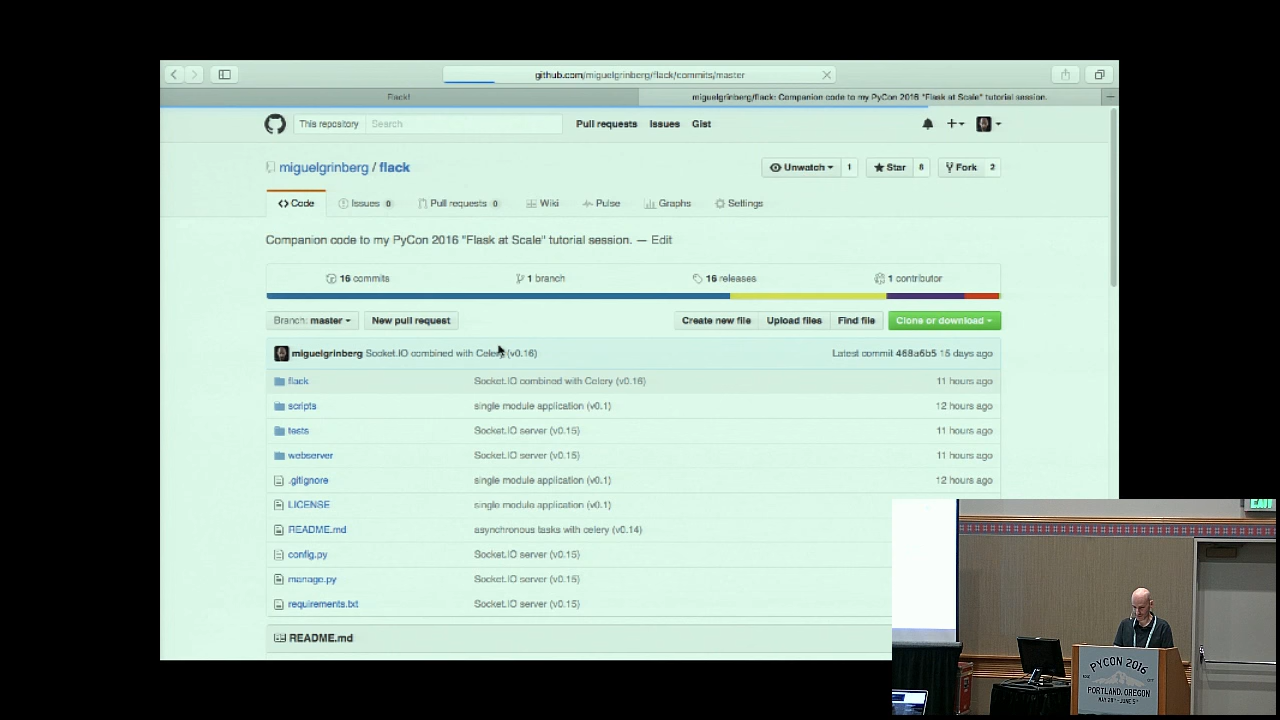 github.com/miguelgrinberg/flack/commits/master
Flack!
miguelgrinberg/flack: Companion code to my PyCon 2016 "Flask at Scale" tutorial session.
This repository
Search
Pull requests
Issues
Gist
miguelgrinberg / flack
Unwatch 1
Star 8
Fork 2
Code
Issues 0
Pull requests 0
Wiki
Pulse
Graphs
Settings
Companion code to my PyCon 2016 "Flask at Scale" tutorial session. — Edit
16 commits
1 branch
16 releases
1 contributor
Branch: master
New pull request
Create new file
Upload files
Find file
Clone or download
miguelgrinberg Socket.IO combined with Celery (v0.16)
Latest commit 468a6b5 15 days ago
flack Socket.IO combined with Celery (v0.16) 11 hours ago
scripts single module application (v0.1) 12 hours ago
tests Socket.IO server (v0.15) 11 hours ago
webserver Socket.IO server (v0.15) 11 hours ago
.gitignore single module application (v0.1) 12 hours ago
LICENSE single module application (v0.1)
README.md asynchronous tasks with celery (v0.14)
config.py Socket.IO server (v0.15)
manage.py Socket.IO server (v0.15)
requirements.txt Socket.IO server (v0.15)
README.md
PYCON 2016
PORTLAND, OREGON